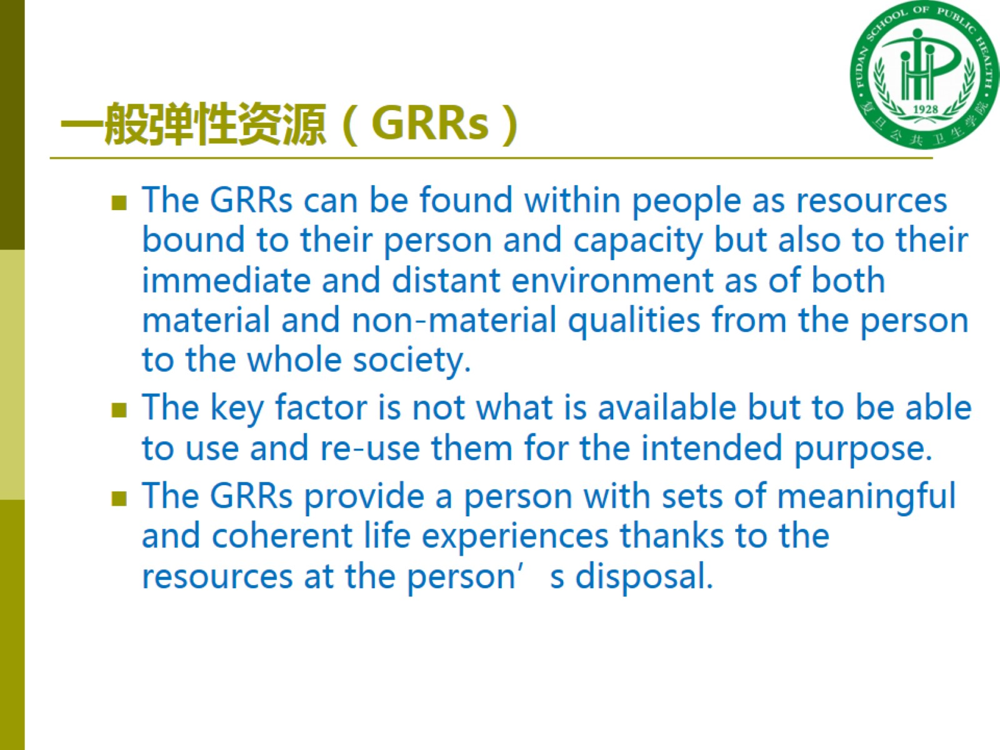 FUDAN SCHOOL OF PUBLIC HEALTH
1928
复旦公共卫生学院
一般弹性资源（GRRs）
The GRRs can be found within people as resources
bound to their person and capacity but also to their
immediate and distant environment as of both
material and non-material qualities from the person
to the whole society.
The key factor is not what is available but to be able
to use and re-use them for the intended purpose.
The GRRs provide a person with sets of meaningful
and coherent life experiences thanks to the
resources at the person’s disposal.